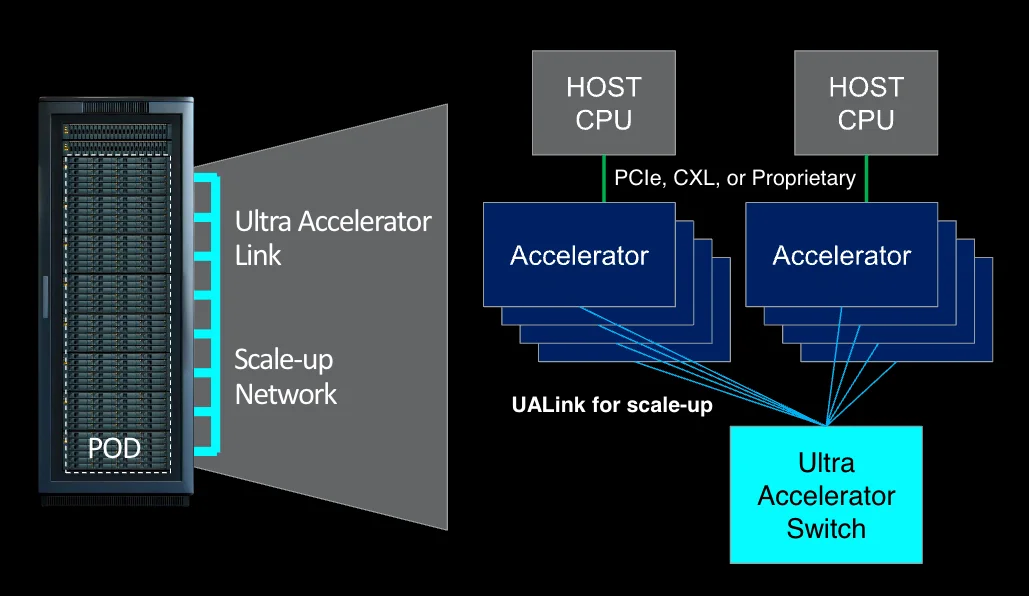 POD
Ultra Accelerator
Link
Scale-up
Network
HOST
CPU
HOST
CPU
PCIe, CXL, or Proprietary
Accelerator
Accelerator
UALink for scale-up
Ultra
Accelerator
Switch